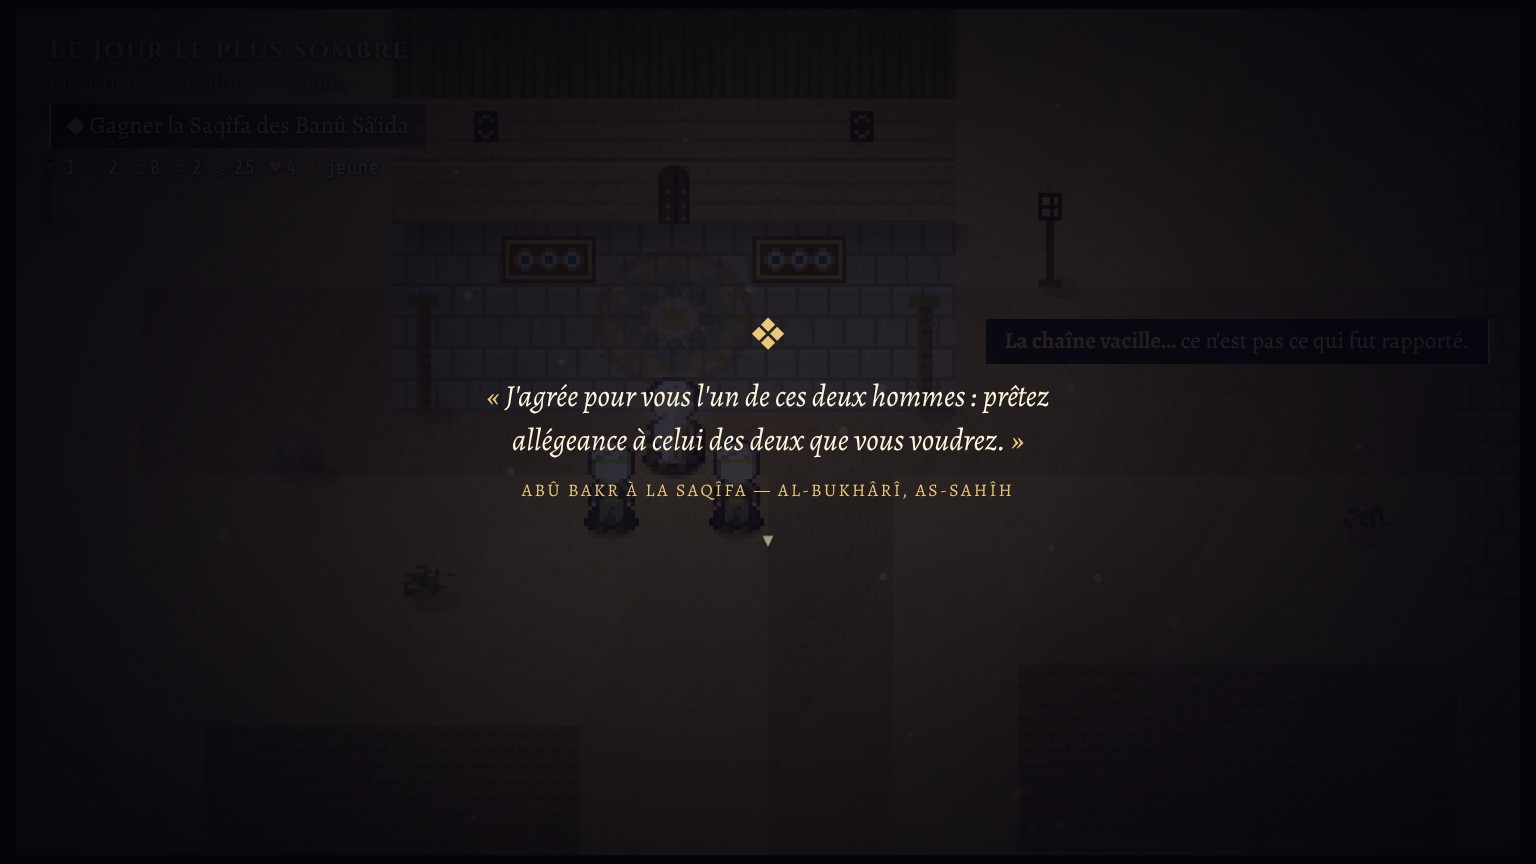 LE JOUR LE PLUS SOMBRE
◆ Gagner la Saqîfa des Banû Sâ'ida
1 2 0 2 25 ♥4 jeûne
La chaîne vacille... ce n'est pas ce qui fut rapporté.
« J'agrée pour vous l'un de ces deux hommes : prêtez
allégeance à celui des deux que vous voudrez. »
ABÛ BAKR À LA SAQÎFA — AL-BUKHÂRÎ, AS-SAHÎH